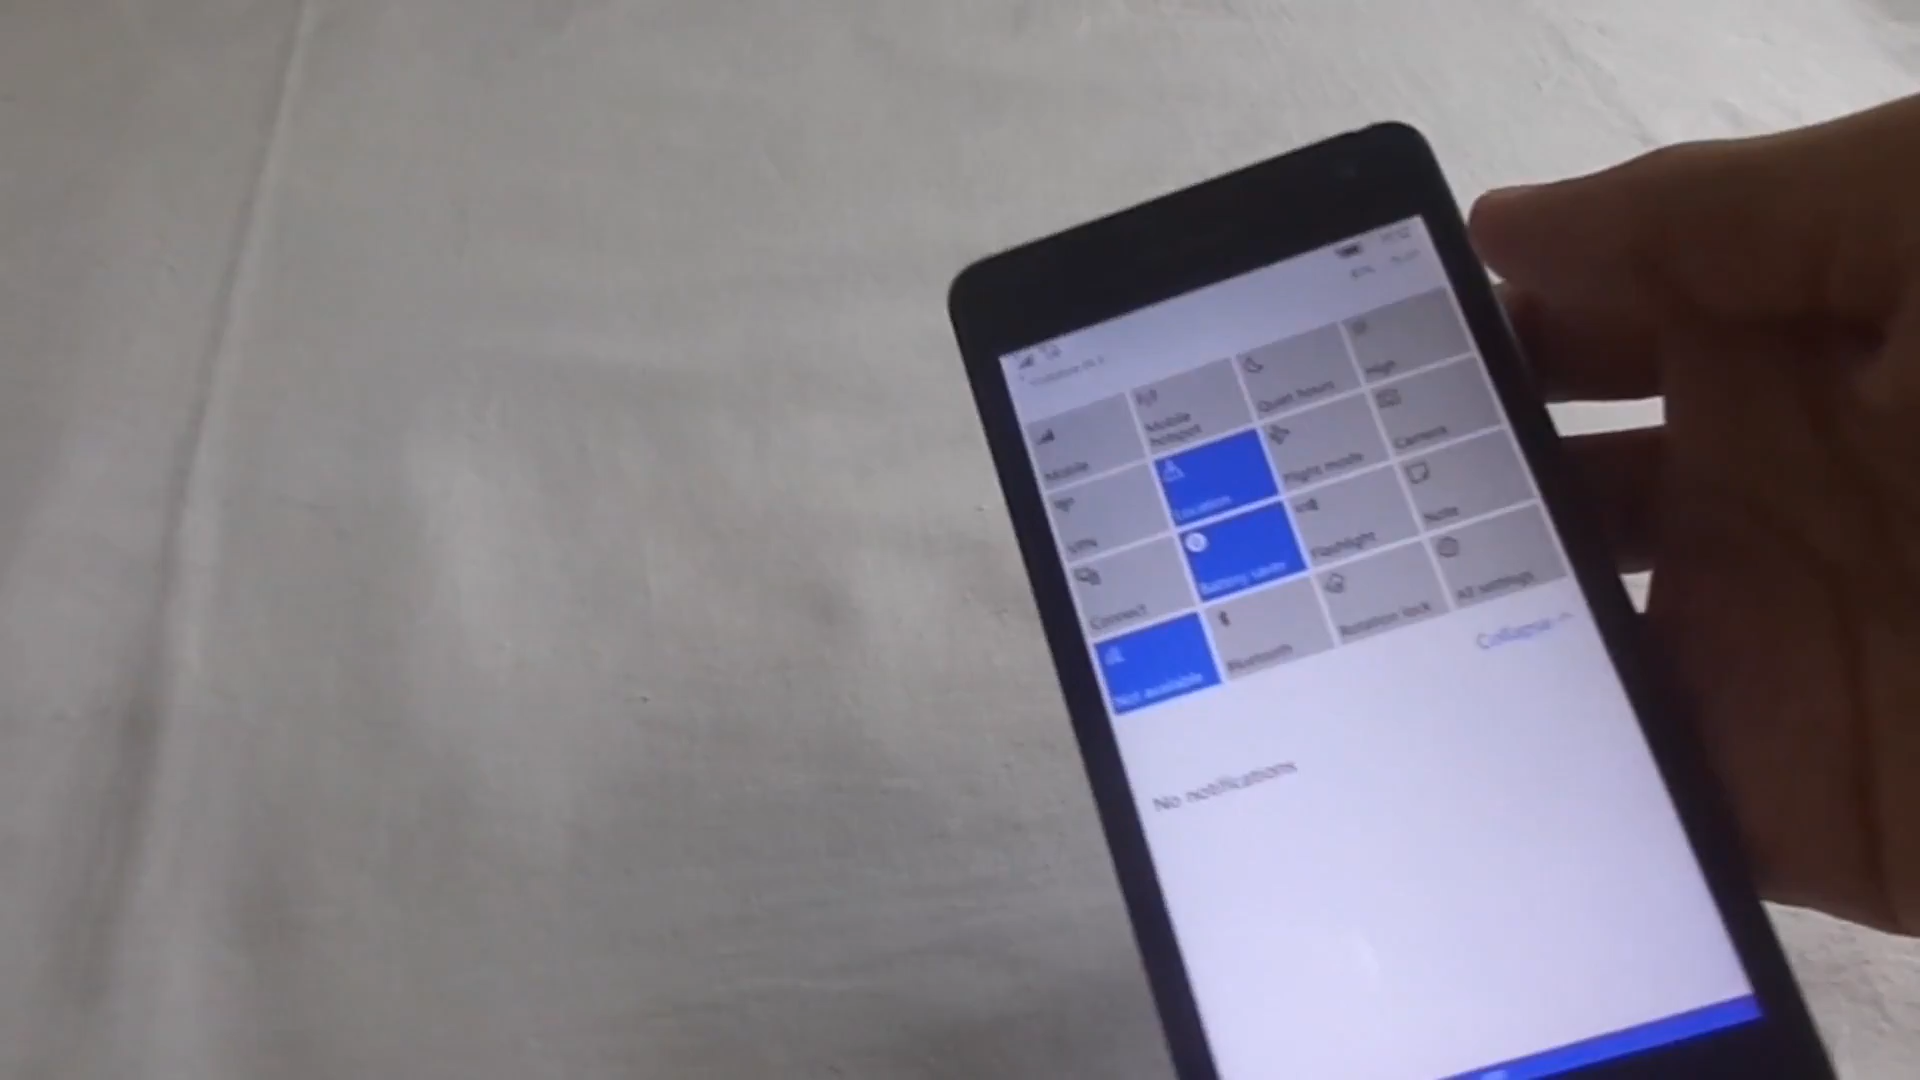 Mobile
Mobile hotspot
Quiet hours
High
VPN
Location
Flight mode
Camera
Connect
Battery saver
Flashlight
Note
Not available
Bluetooth
Rotation lock
All settings
Collapse
No notifications